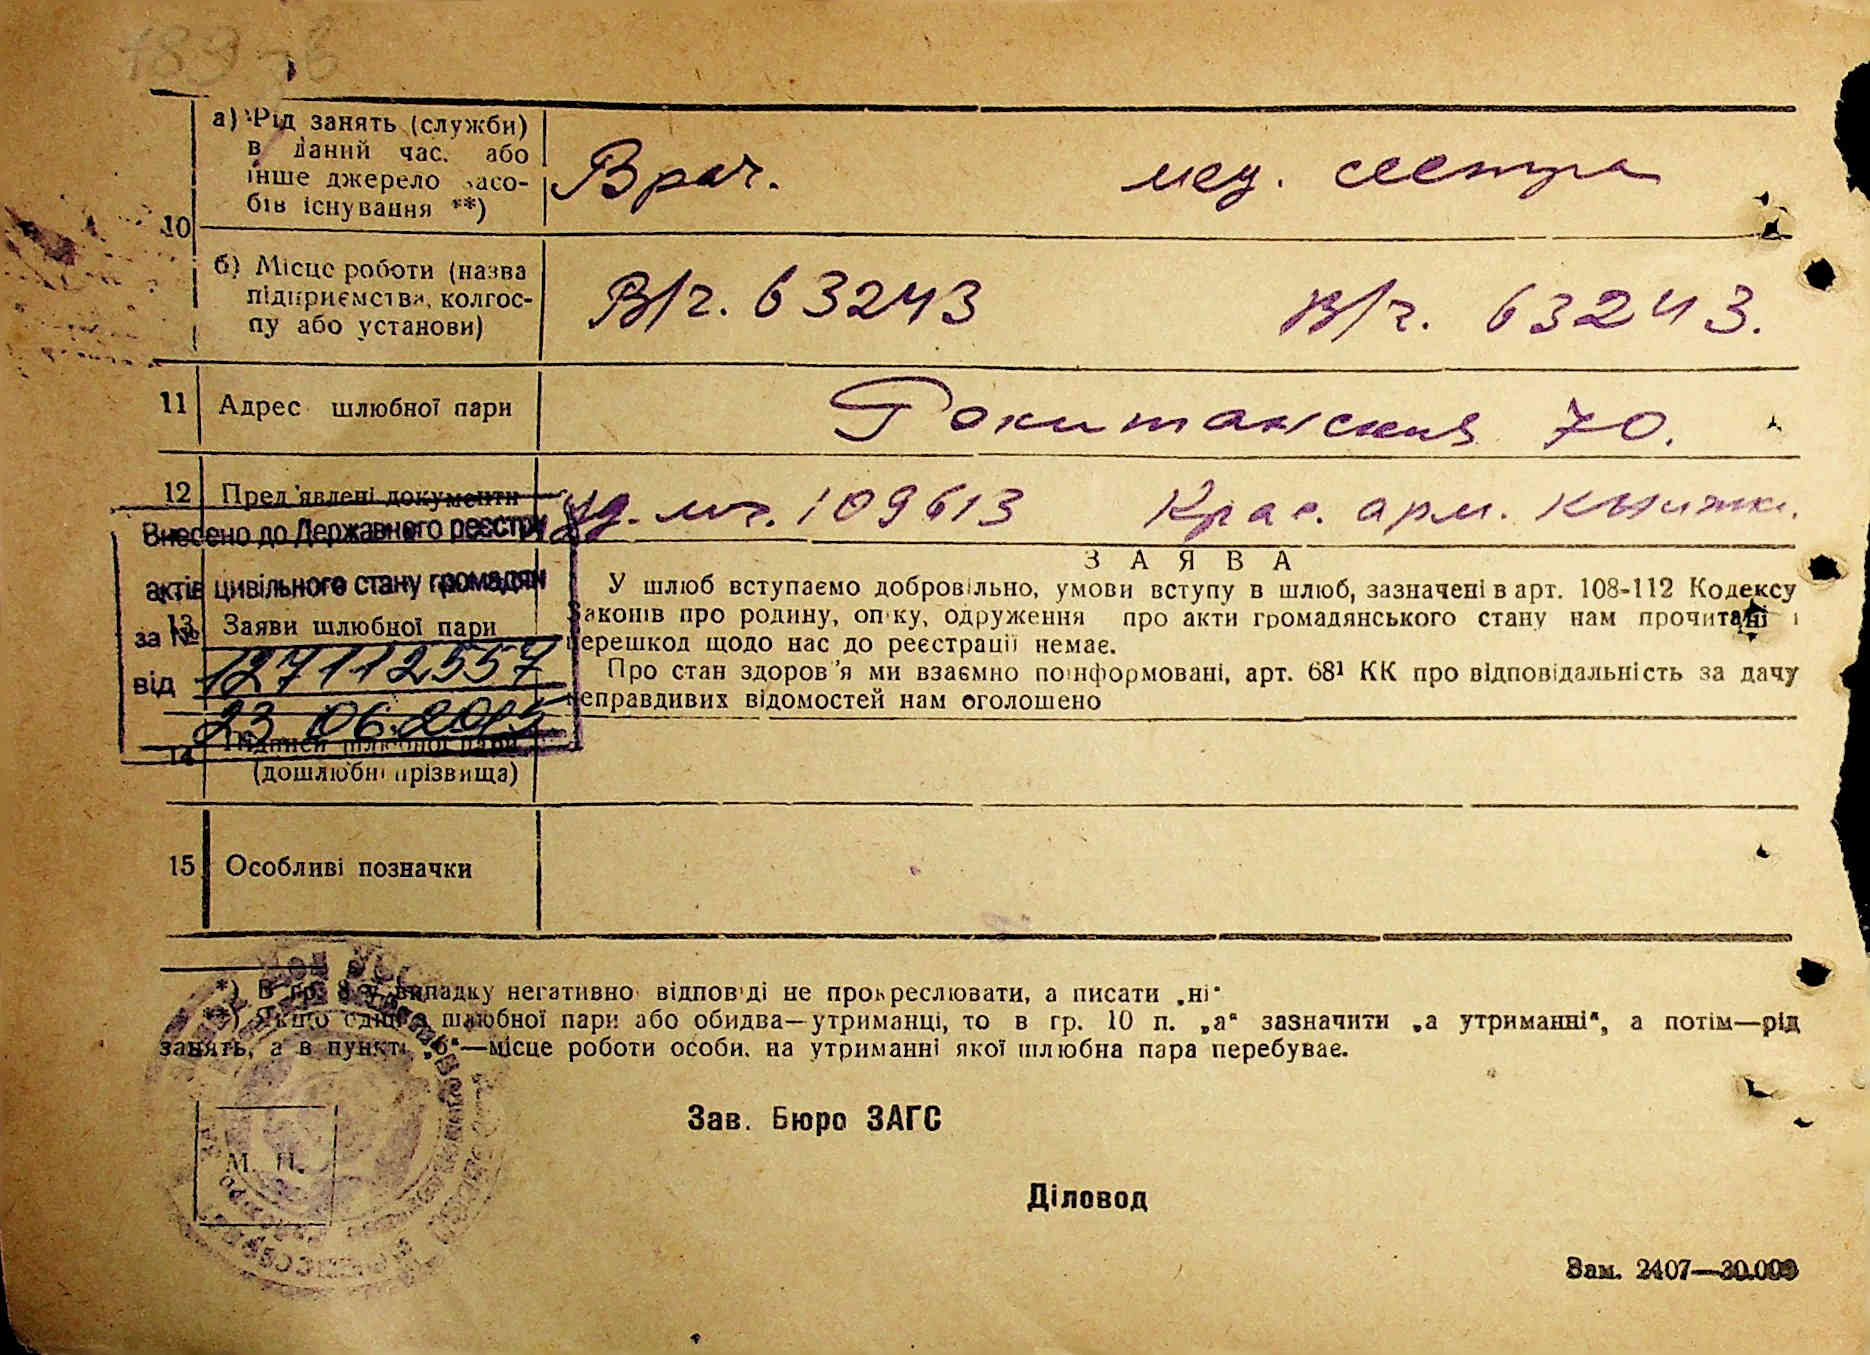 а) Рід занять (служби)
в даний час, або
інше джерело засо-
бів існування **)
Врач.
мед. сестра
10
б) Місце роботи (назва
підприємства, колгос-
пу або установи)
В/ч. 63243
В/ч. 63243.
11 Адрес шлюбної пари
70.
12 Пред'явлені документи
Уд. лич. 109613
Крас. арм. книжк.
Внесено до Державного реєстру
актів цивільного стану громадян
за №
127112557
від
23.06.2015
З А Я В А
13 Заяви шлюбної пари
У шлюб вступаємо добровільно, умови вступу в шлюб, зазначені в арт. 108-112 Кодексу
Законів про родину, опіку, одруження про акти громадянського стану нам прочитані і
перешкод щодо нас до реєстрації немає.
Про стан здоров'я ми взаємно поінформовані, арт. 68¹ КК про відповідальність за дачу
неправдивих відомостей нам оголошено
14 Підписи шлюбної пари
(дошлюбні прізвища)
15 Особливі позначки
*) В гр. 8 у випадку негативної відповіді не прокреслювати, а писати „ні"
**) Якщо один з шлюбної пари або обидва—утриманці, то в гр. 10 п. „а" зазначити „а утриманні", а потім—рід
занять, а в пункті „б"—місце роботи особи, на утриманні якої шлюбна пара перебуває.
Зав. Бюро ЗАГС
М. П.
Діловод
Зам. 2407—30.000